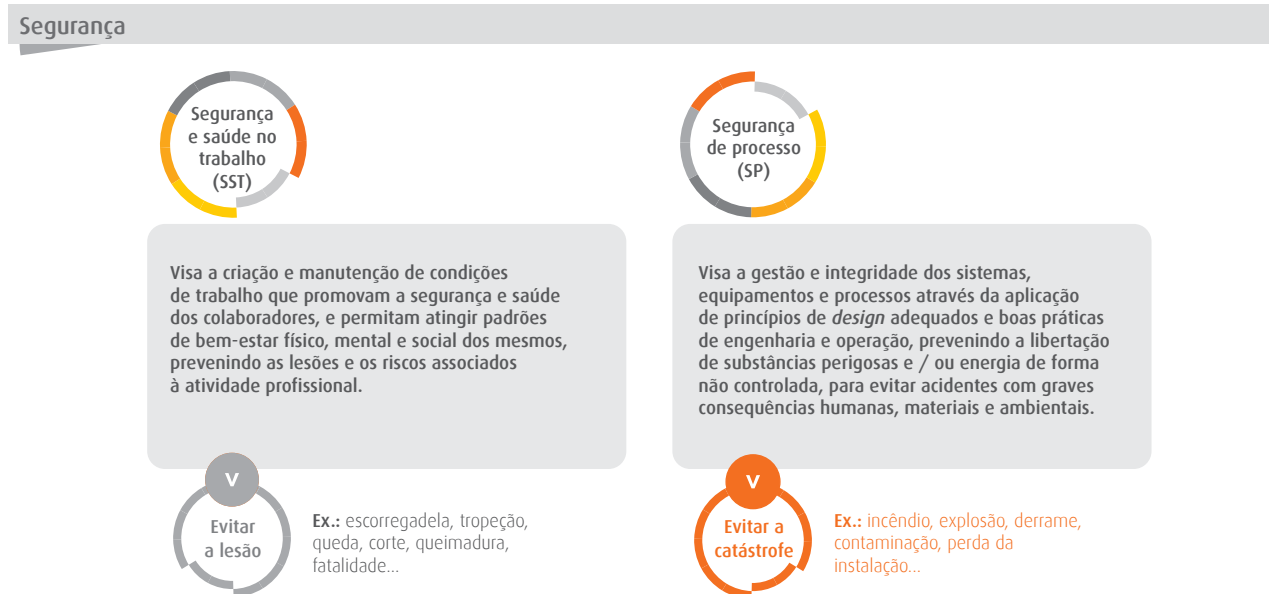 Segurança
Segurança
e saúde no
trabalho
(SST)
Visa a criação e manutenção de condições
de trabalho que promovam a segurança e saúde
dos colaboradores, e permitam atingir padrões
de bem-estar físico, mental e social dos mesmos,
prevenindo as lesões e os riscos associados
à atividade profissional.
V
Evitar
a lesão
Ex.: escorregadela, tropeção,
queda, corte, queimadura,
fatalidade...
Segurança
de processo
(SP)
Visa a gestão e integridade dos sistemas,
equipamentos e processos através da aplicação
de princípios de design adequados e boas práticas
de engenharia e operação, prevenindo a libertação
de substâncias perigosas e / ou energia de forma
não controlada, para evitar acidentes com graves
consequências humanas, materiais e ambientais.
V
Evitar a
catástrofe
Ex.: incêndio, explosão, derrame,
contaminação, perda da
instalação...